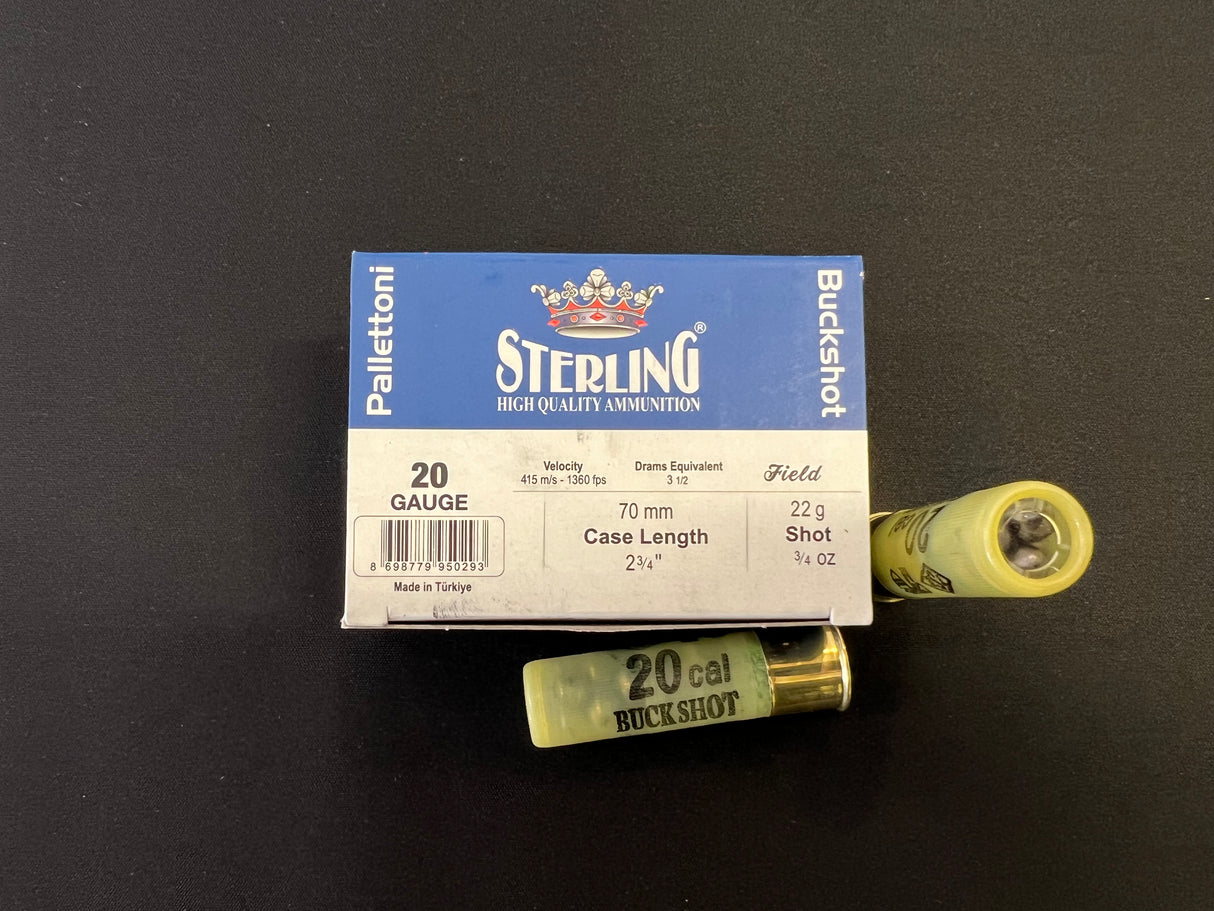 Pallettoni
STERLING®
HIGH QUALITY AMMUNITION
Buckshot
20
GAUGE
8 698779 950293
Made in Türkiye
Velocity
415 m/s - 1360 fps
Drams Equivalent
3 1/2
Field
70 mm
Case Length
2 3/4"
22 g
Shot
3/4 OZ
20 cal
BUCK SHOT
20